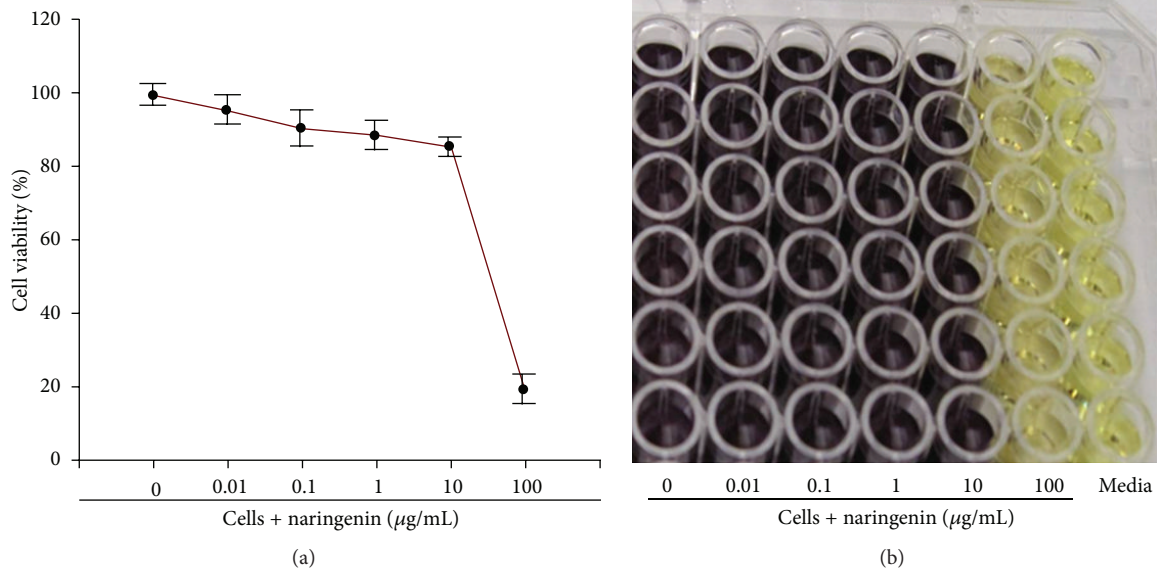 120
100
80
60
40
20
0
Cell viability (%)
0 0.01 0.1 1 10 100
Cells + naringenin (μg/mL)
(a)
0 0.01 0.1 1 10 100 Media
Cells + naringenin (μg/mL)
(b)